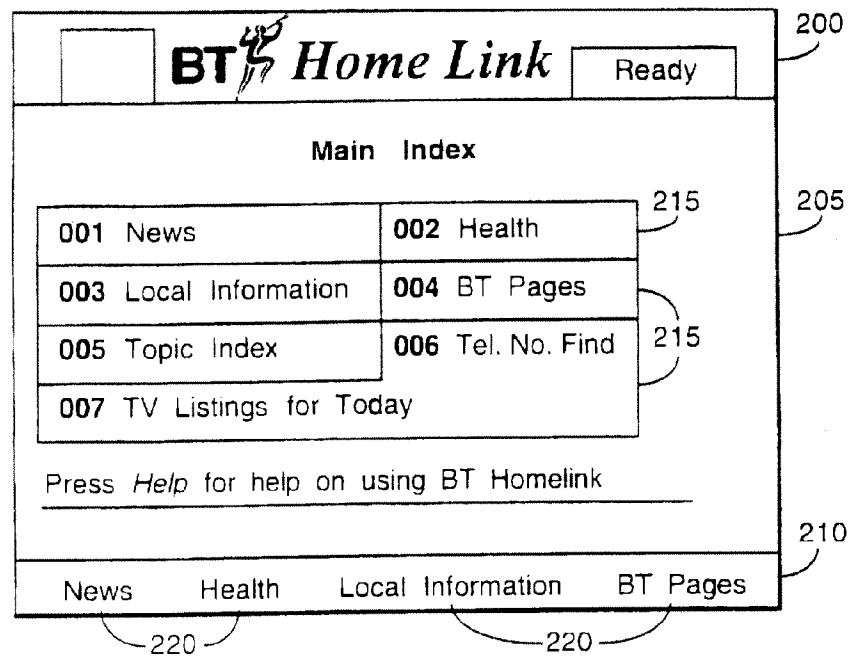 200
BT Home Link Ready
Main Index
215
205
001 News 002 Health
003 Local Information 004 BT Pages
005 Topic Index 006 Tel. No. Find
215
007 TV Listings for Today
Press Help for help on using BT Homelink
210
News Health Local Information BT Pages
220 220